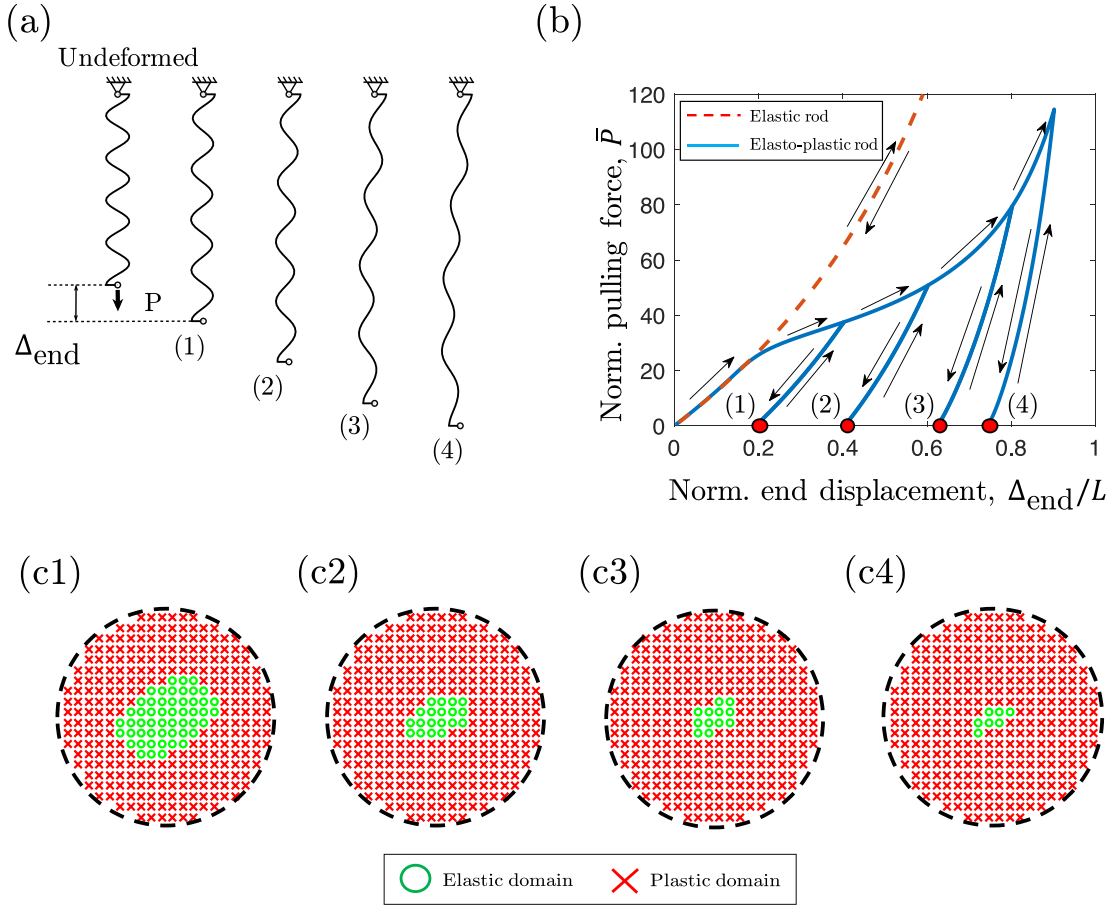 (a)
Undeformed
P
Δend
(1)
(2)
(3)
(4)
(b)
Norm. pulling force, P̄
120
100
80
60
40
20
0
Elastic rod
Elasto-plastic rod
(1)
(2)
(3)
(4)
0
0.2
0.4
0.6
0.8
1
Norm. end displacement, Δend/L
(c1)
(c2)
(c3)
(c4)
Elastic domain
Plastic domain